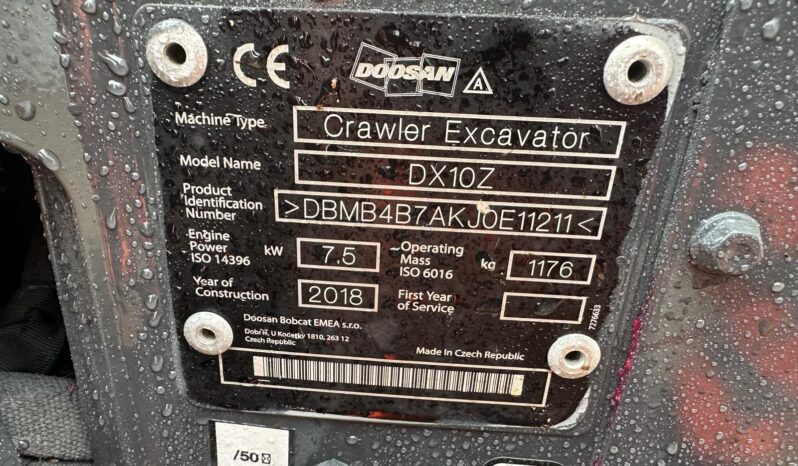 CE DOOSAN A
Machine Type Crawler Excavator
Model Name DX10Z
Product
Identification
Number >DBMB4B7AKJ0E11211<
Engine
Power
ISO 14396 kW 7.5
Operating
Mass
ISO 6016 kg 1176
Year of
Construction 2018
First Year
of Service
7276633
Doosan Bobcat EMEA s.r.o.
Dobříš, U Kodetky 1810, 263 12
Czech Republic
Made in Czech Republic
/50